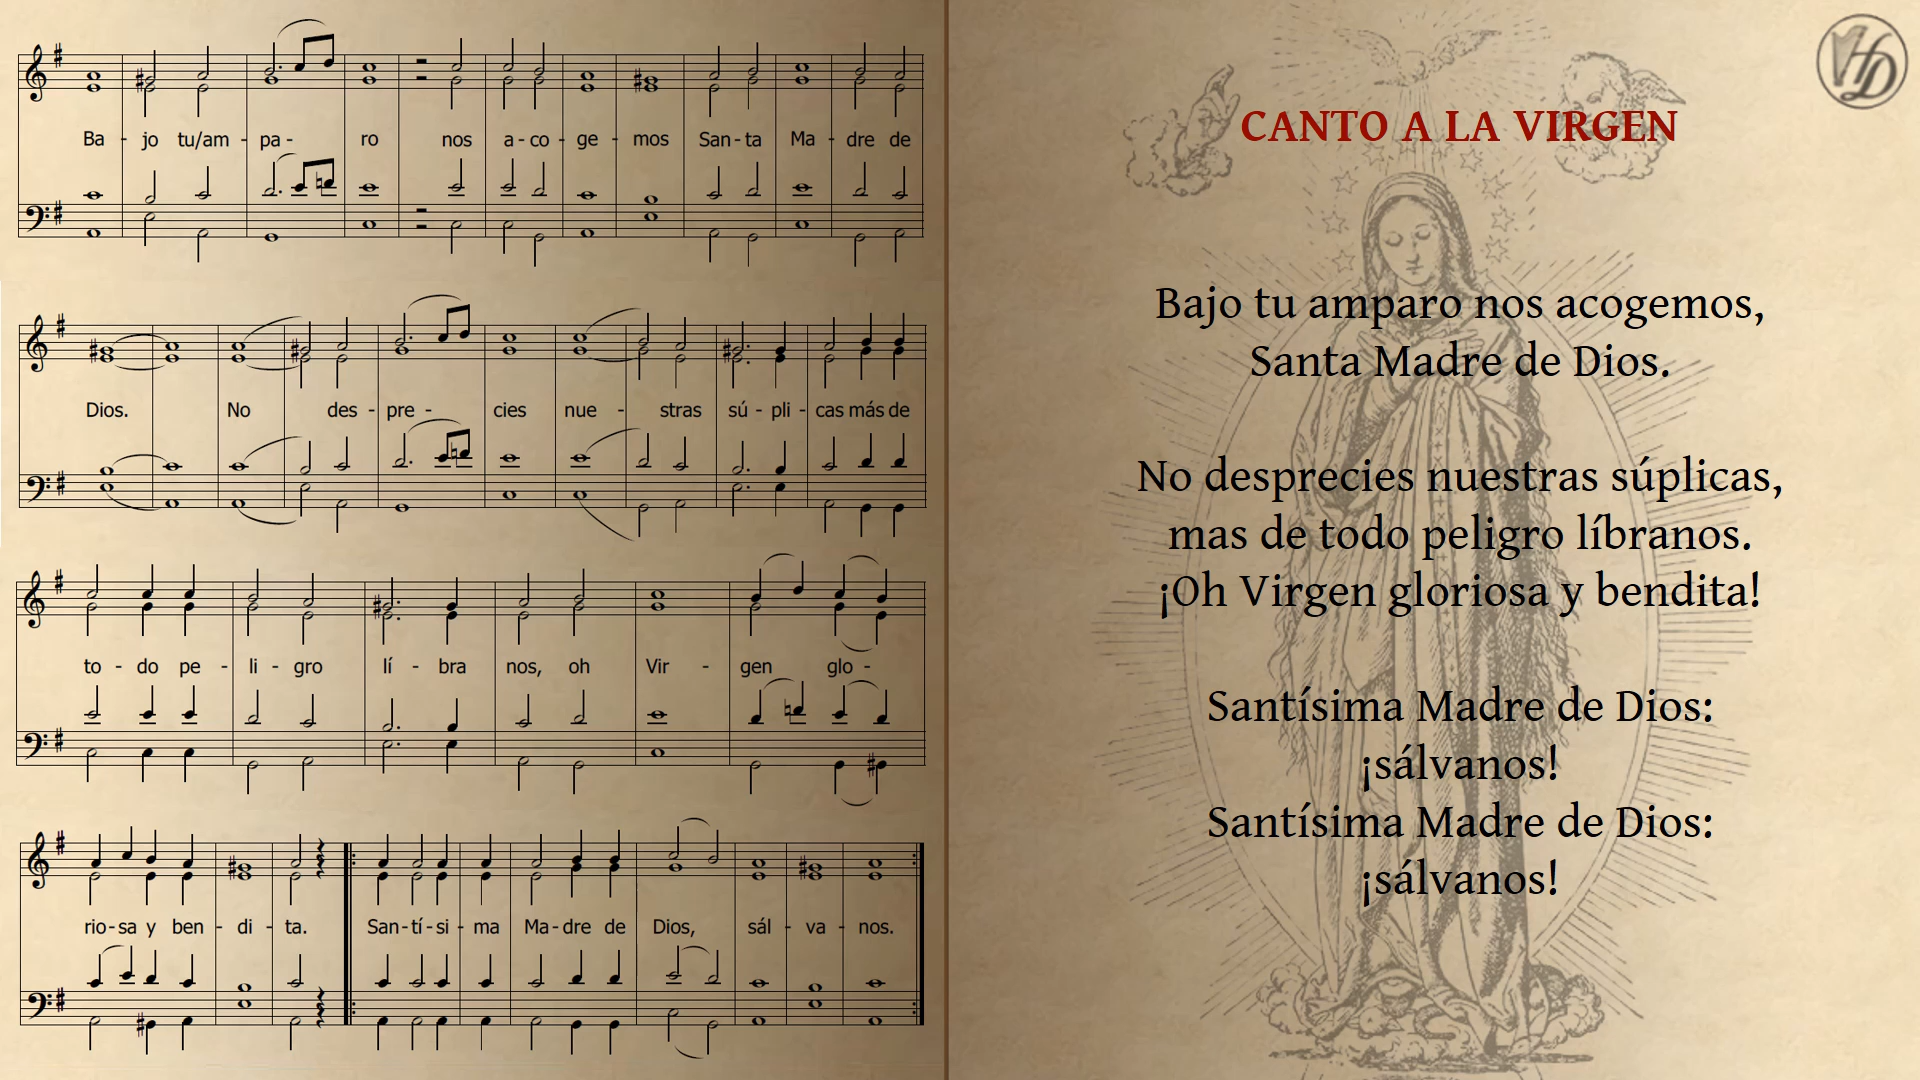 Ba - jo tu/am - pa - ro nos a - co - ge - mos San - ta Ma - dre de
Dios. No des - pre - cies nue - stras sú - pli - cas más de
to - do pe - li - gro lí - bra nos, oh Vir - gen glo -
rio - sa y ben - di - ta. San - tí - si - ma Ma - dre de Dios, sál - va - nos.
HD
CANTO A LA VIRGEN
Bajo tu amparo nos acogemos,
Santa Madre de Dios.
No desprecies nuestras súplicas,
mas de todo peligro líbranos.
¡Oh Virgen gloriosa y bendita!
Santísima Madre de Dios:
¡sálvanos!
Santísima Madre de Dios:
¡sálvanos!